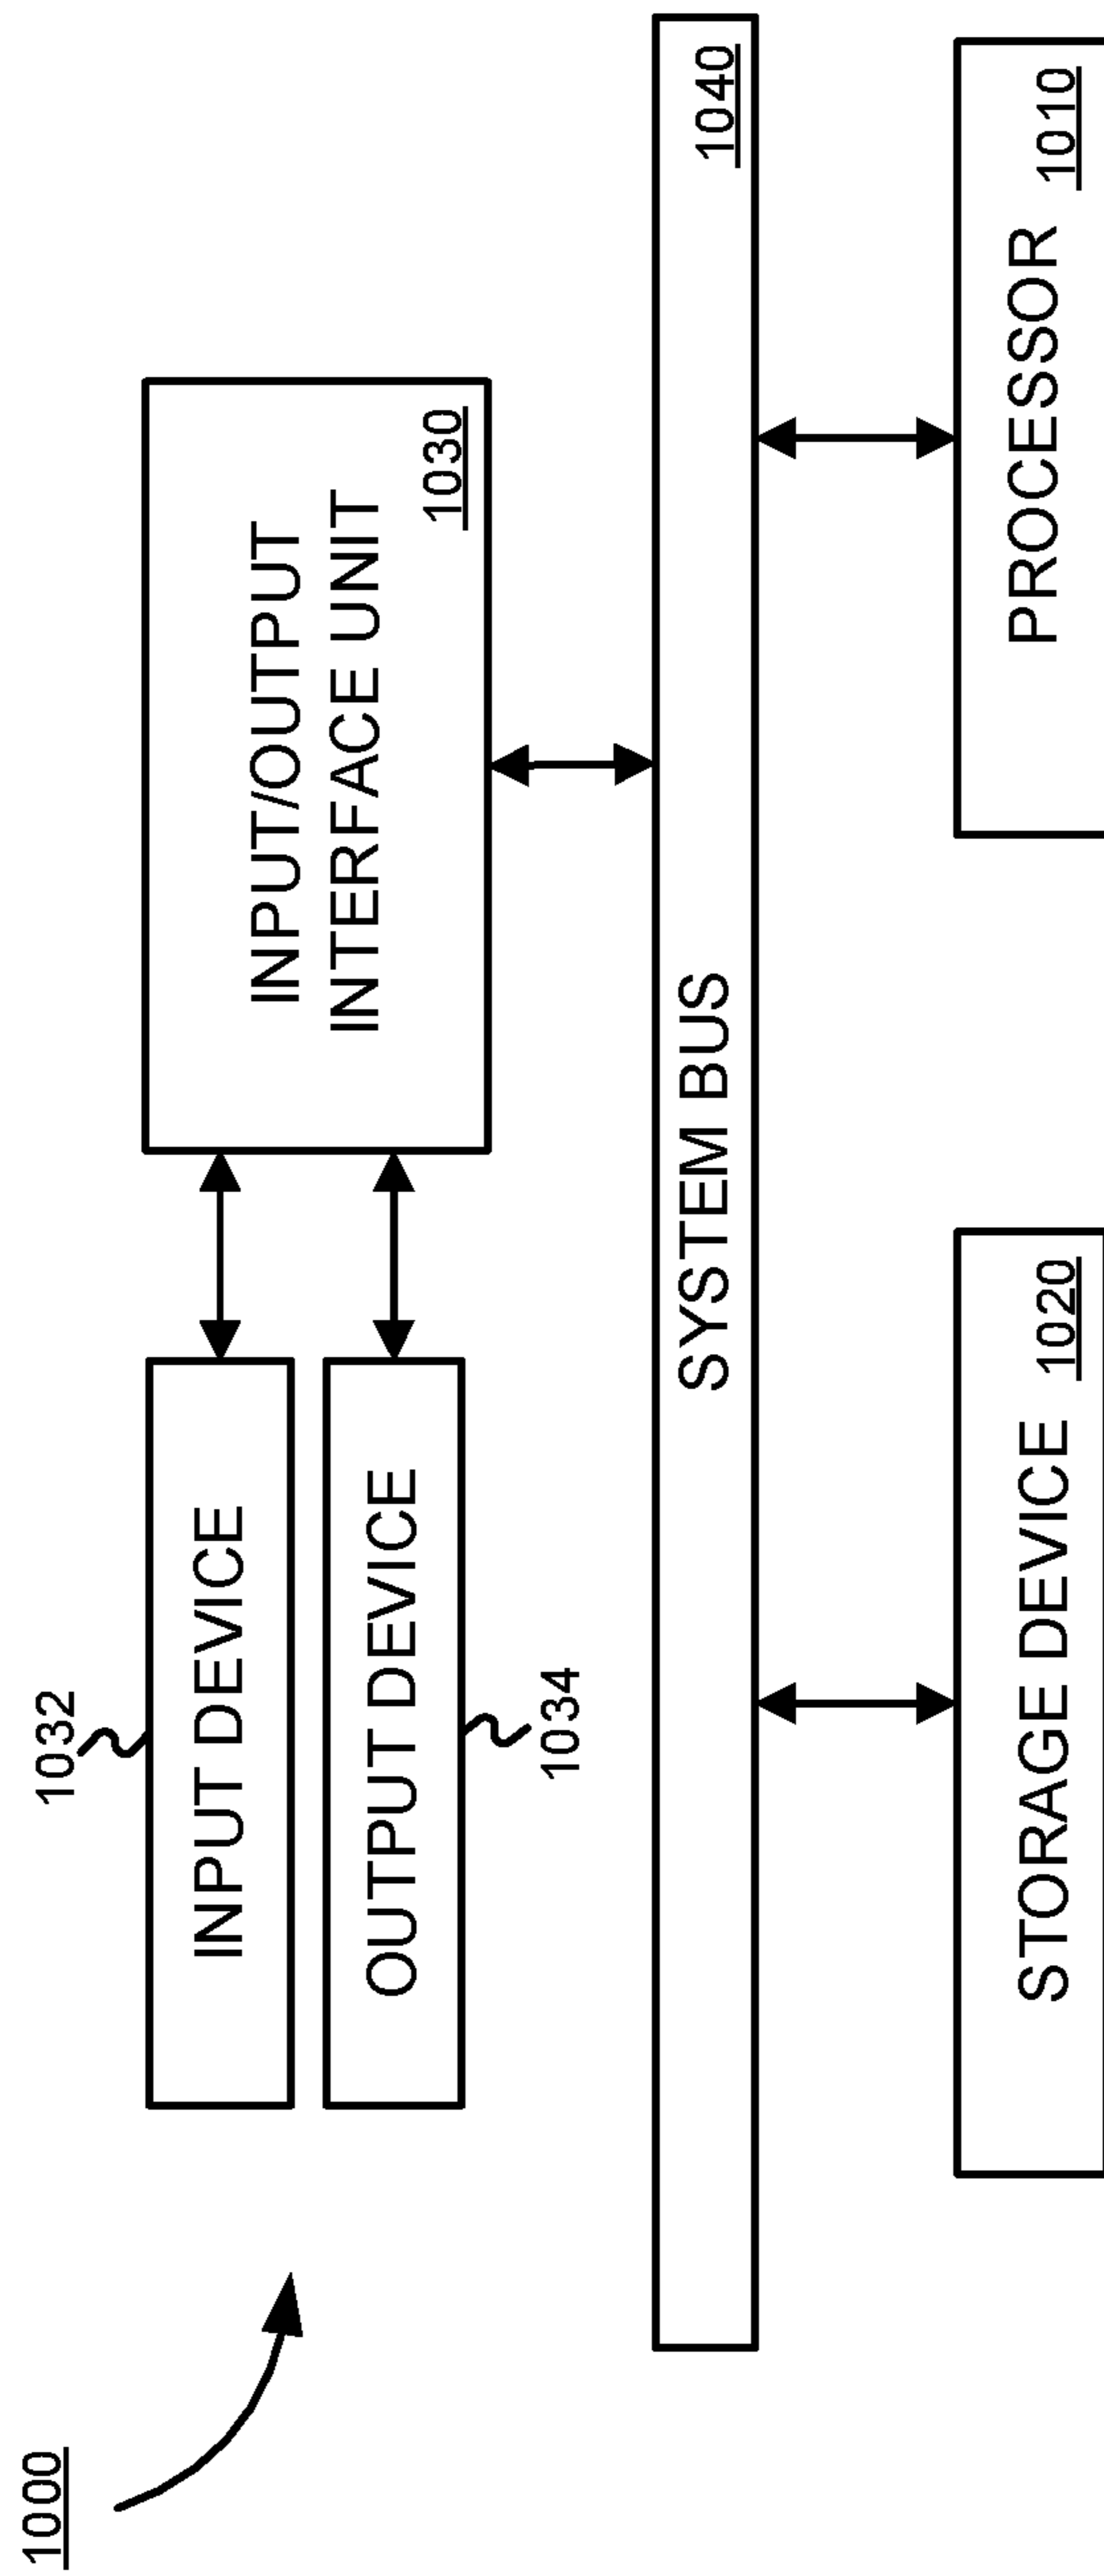 1000
1032
INPUT DEVICE
OUTPUT DEVICE
1034
INPUT/OUTPUT
INTERFACE UNIT
1030
SYSTEM BUS
1040
STORAGE DEVICE
1020
PROCESSOR
1010